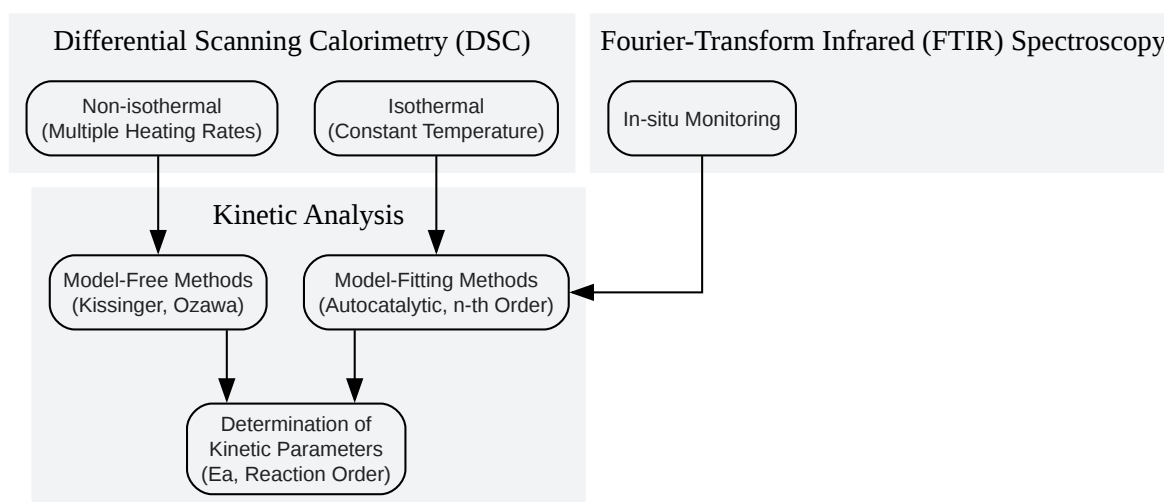 Differential Scanning Calorimetry (DSC)
Fourier-Transform Infrared (FTIR) Spectroscopy
Non-isothermal
(Multiple Heating Rates)
Isothermal
(Constant Temperature)
In-situ Monitoring
Kinetic Analysis
Model-Free Methods
(Kissinger, Ozawa)
Model-Fitting Methods
(Autocatalytic, n-th Order)
Determination of
Kinetic Parameters
(Ea, Reaction Order)